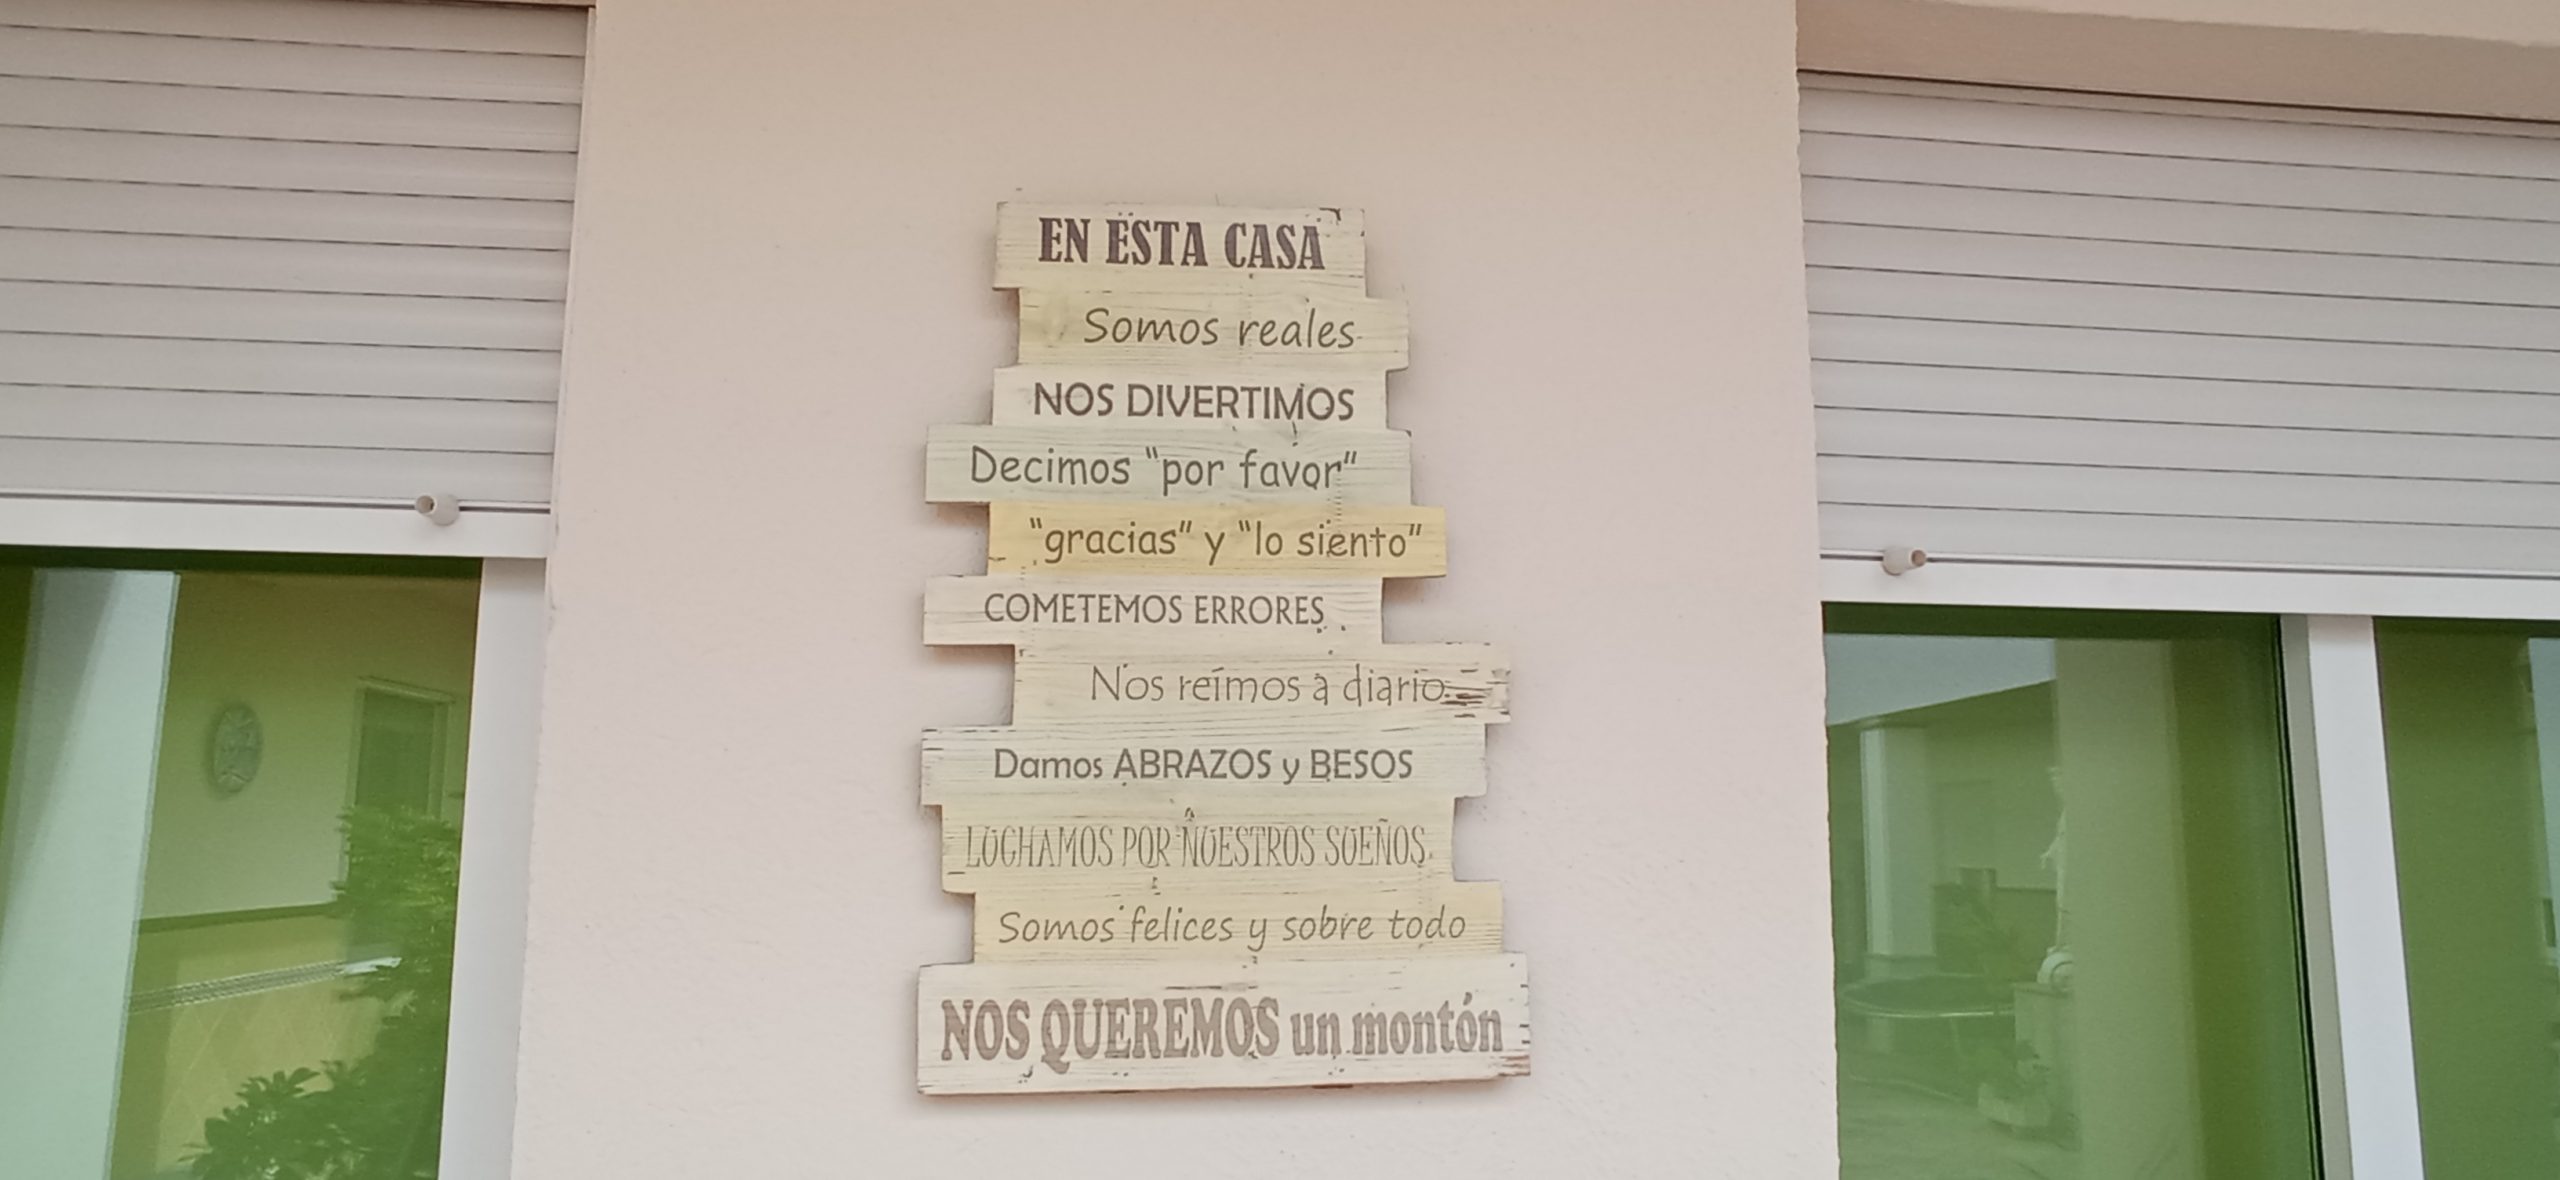 EN ESTA CASA
Somos reales
NOS DIVERTIMOS
Decimos "por favor"
"gracias" y "lo siento"
COMETEMOS ERRORES
Nos reímos a diario
Damos ABRAZOS y BESOS
LUCHAMOS POR NUESTROS SUEÑOS
Somos felices y sobre todo
NOS QUEREMOS un montón